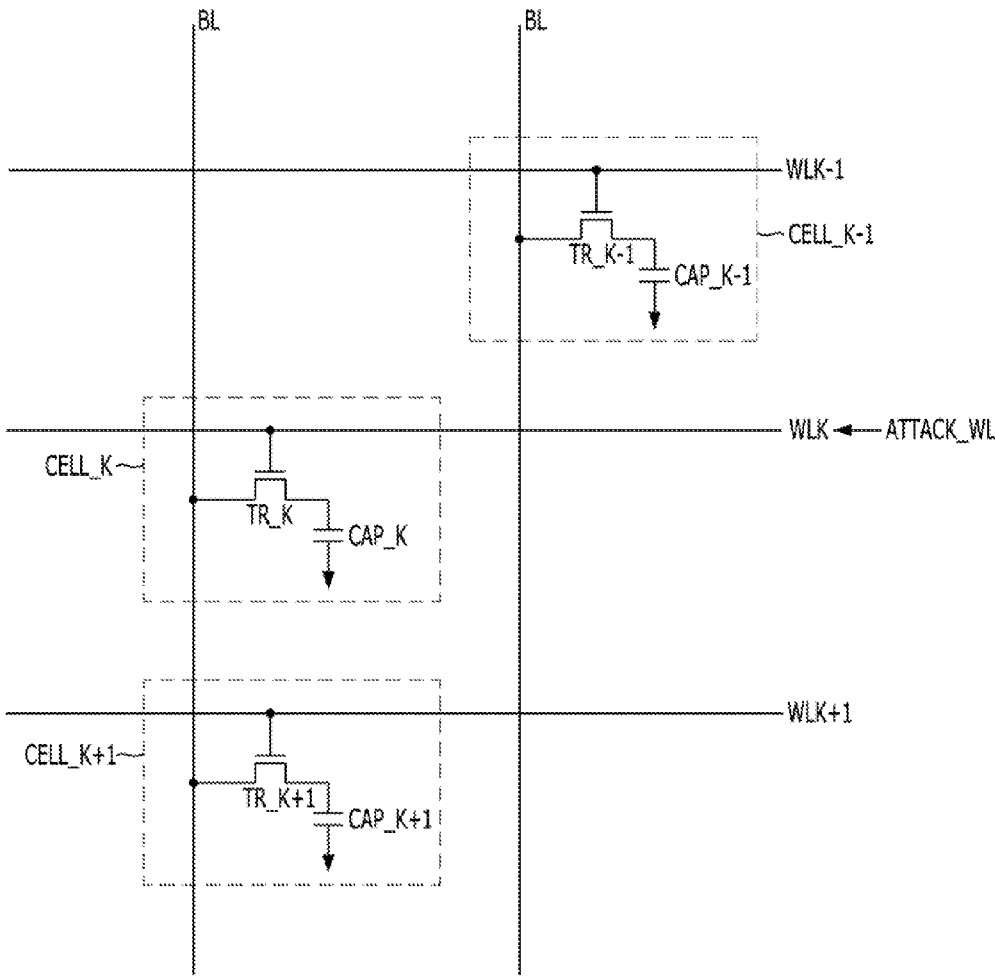 BL
BL
WLK-1
CELL_K-1
TR_K-1
CAP_K-1
WLK
ATTACK_WL
CELL_K
TR_K
CAP_K
WLK+1
CELL_K+1
TR_K+1
CAP_K+1